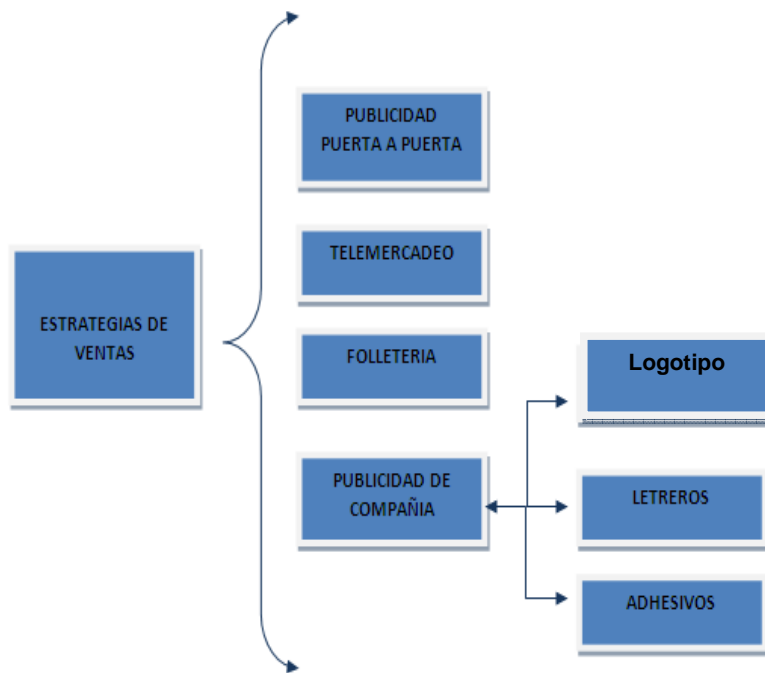 ESTRATEGIAS DE
VENTAS
PUBLICIDAD
PUERTA A PUERTA
TELEMERCADEO
FOLLETERIA
PUBLICIDAD DE
COMPAÑIA
Logotipo
LETREROS
ADHESIVOS